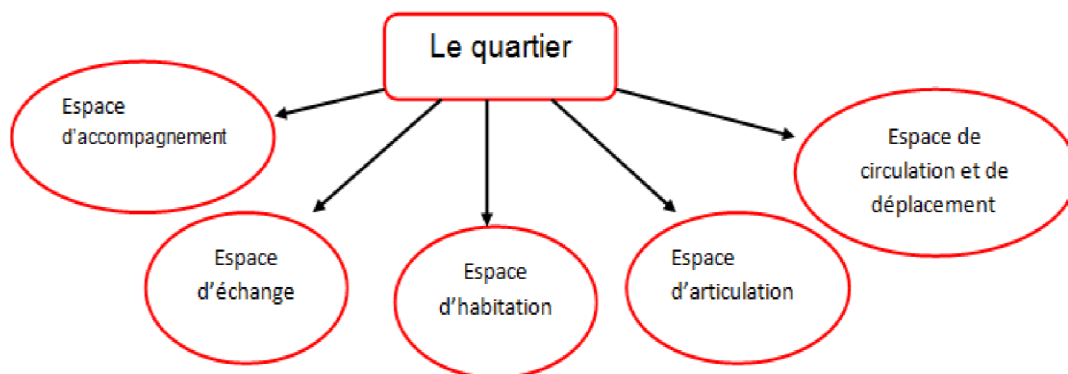 Le quartier
Espace
d'accompagnement
Espace
d'échange
Espace
d'habitation
Espace
d'articulation
Espace de
circulation et de
déplacement